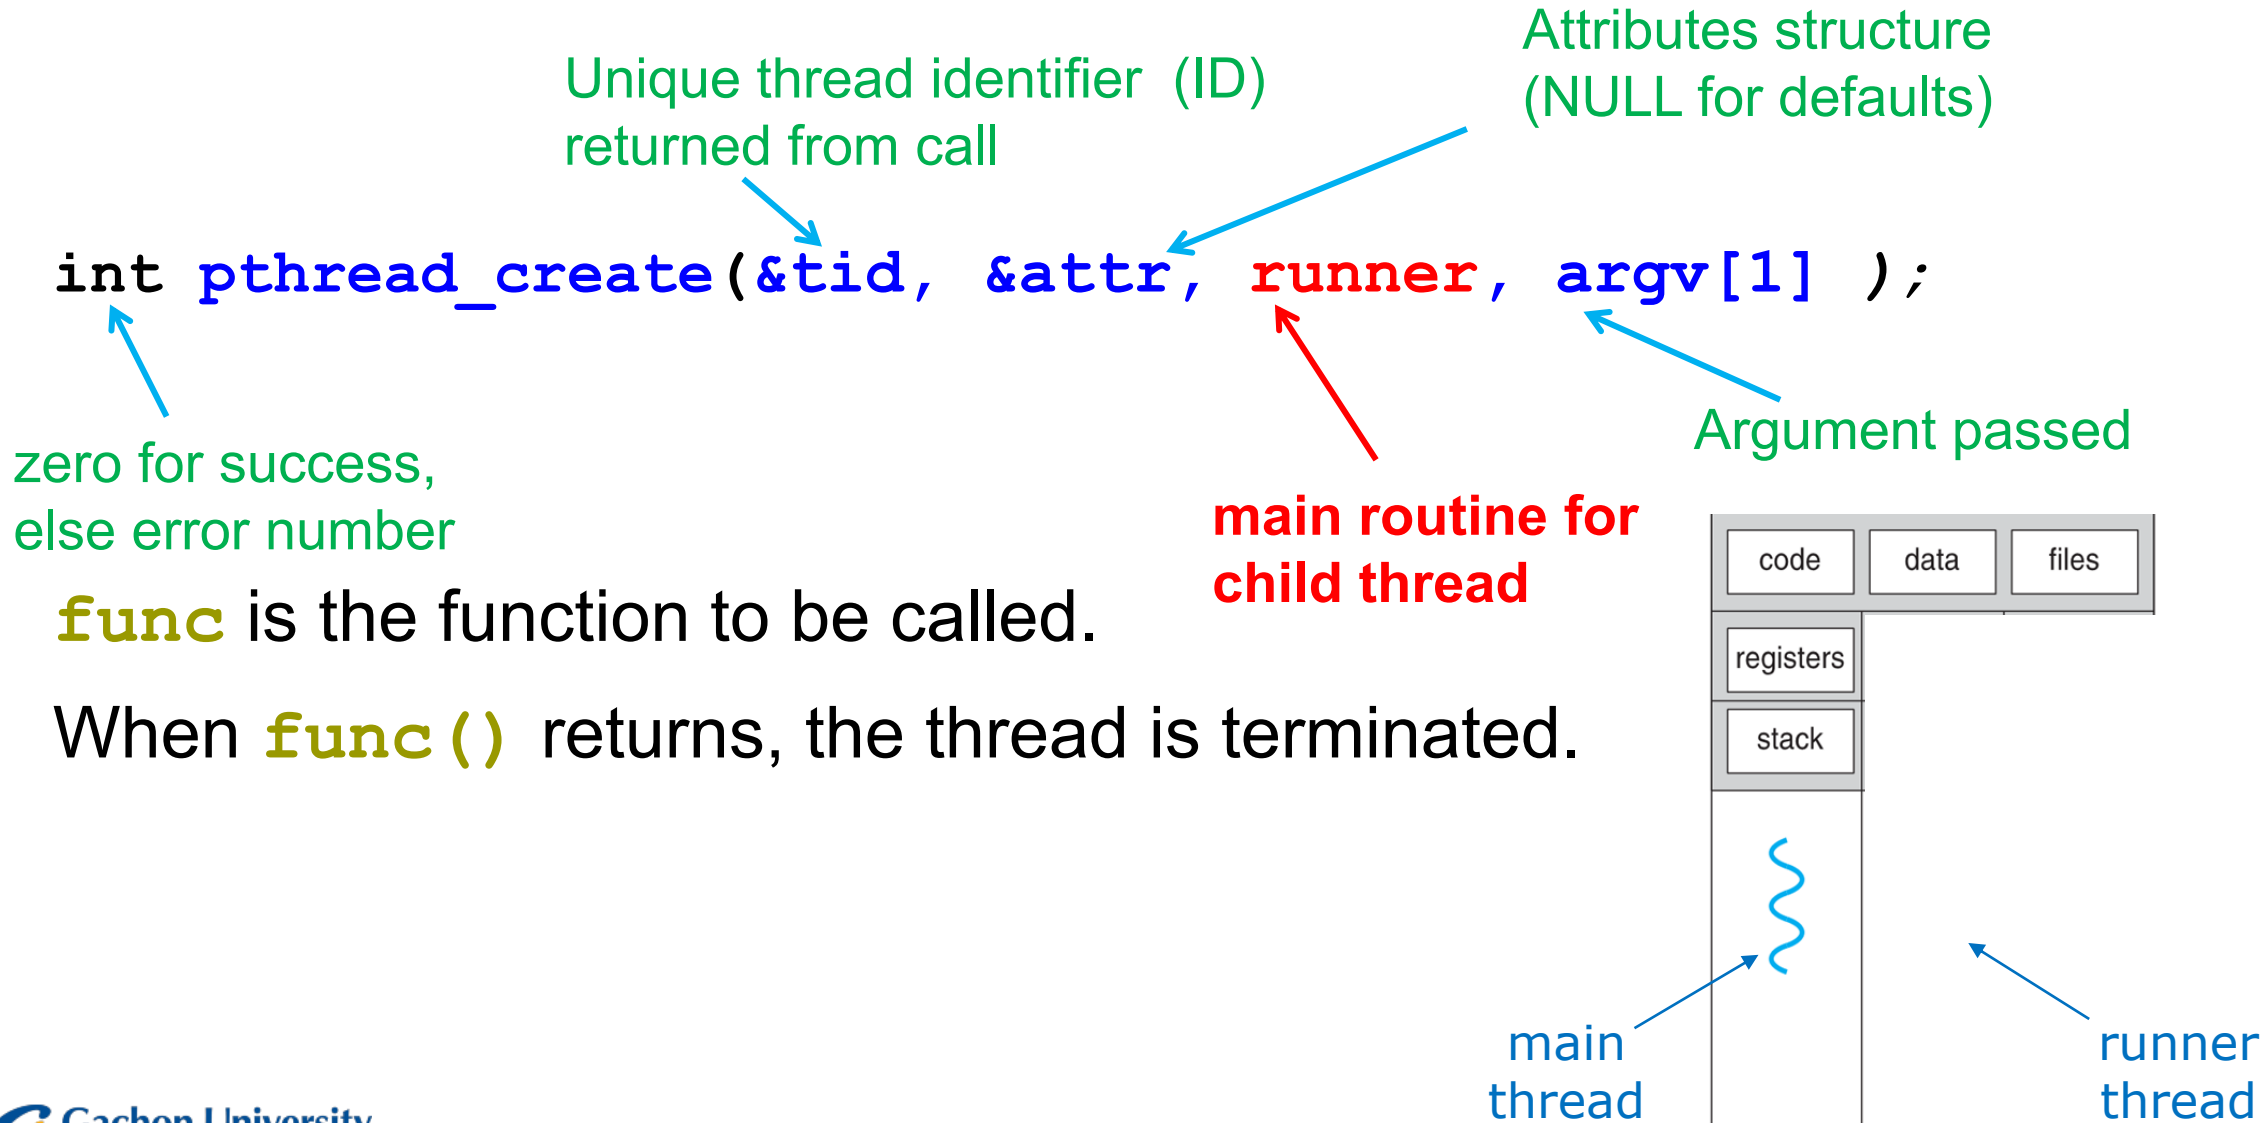 Attributes structure
(NULL for defaults)
Unique thread identifier (ID)
returned from call
int pthread_create(&tid, &attr, runner, argv[1] );
zero for success,
else error number
main routine for
child thread
Argument passed
func is the function to be called.
When func() returns, the thread is terminated.
code data files
registers
stack
main
thread
runner
thread
Gachon University